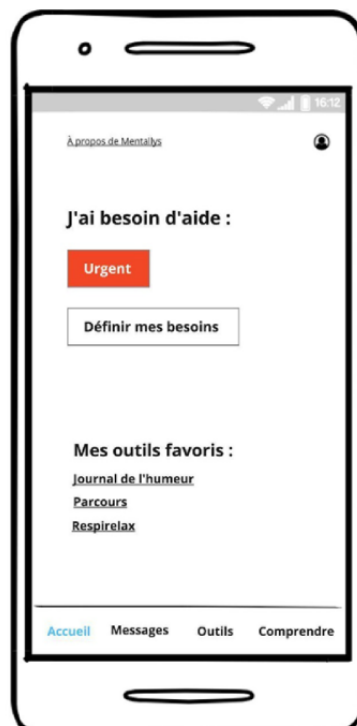 16:12
À propos de Mentallys
J'ai besoin d'aide :
Urgent
Définir mes besoins
Mes outils favoris :
Journal de l'humeur
Parcours
Respirelax
Accueil Messages Outils Comprendre